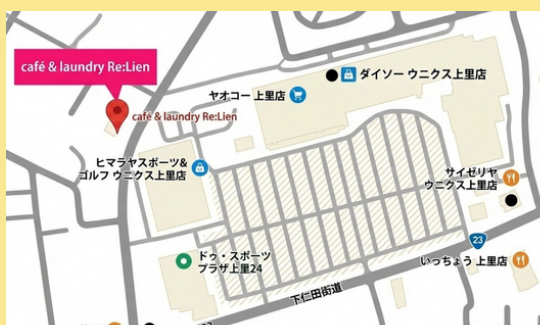 café & laundry Re:Lien
ダイソー ウニクス上里店
ヤオコー 上里店
café & laundry Re:Lien
ヒマラヤスポーツ&
ゴルフ ウニクス上里店
サイゼリヤ
ウニクス上里店
23
いっちょう 上里店
ドゥ・スポーツ
プラザ上里24
下仁田街道